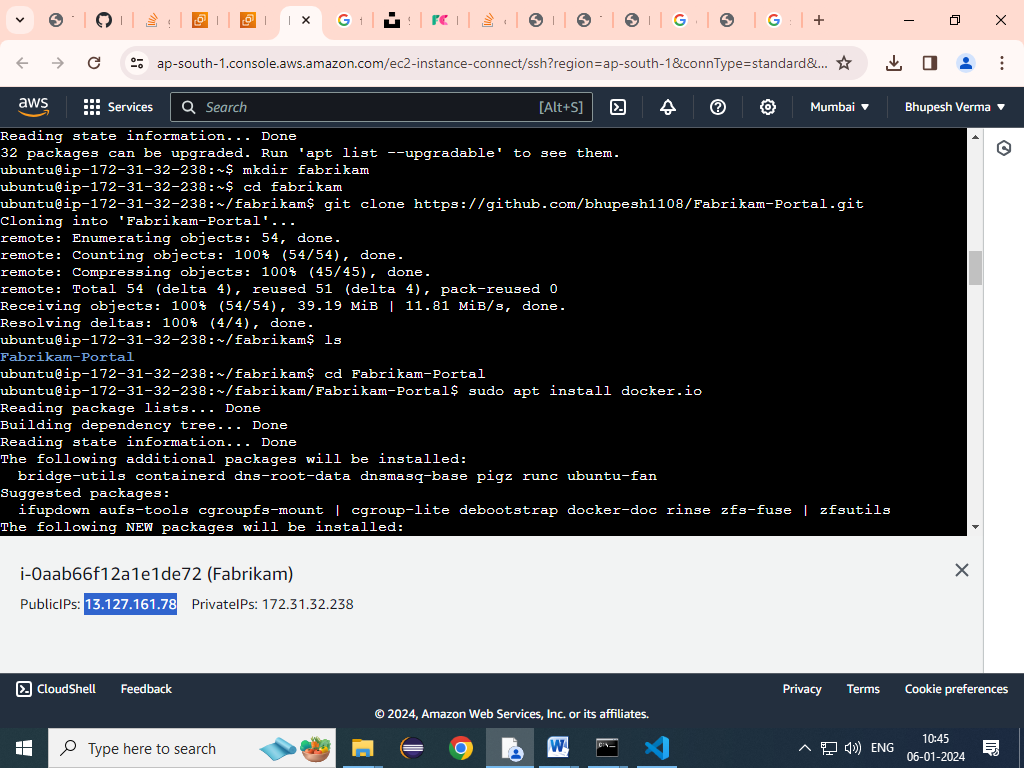 ap-south-1.console.aws.amazon.com/ec2-instance-connect/ssh?region=ap-south-1&connType=standard&...
aws
Services
Search
[Alt+S]
Mumbai
Bhupesh Verma
Reading state information... Done
32 packages can be upgraded. Run 'apt list --upgradable' to see them.
ubuntu@ip-172-31-32-238:~$ mkdir fabrikam
ubuntu@ip-172-31-32-238:~$ cd fabrikam
ubuntu@ip-172-31-32-238:~/fabrikam$ git clone https://github.com/bhupesh1108/Fabrikam-Portal.git
Cloning into 'Fabrikam-Portal'...
remote: Enumerating objects: 54, done.
remote: Counting objects: 100% (54/54), done.
remote: Compressing objects: 100% (45/45), done.
remote: Total 54 (delta 4), reused 51 (delta 4), pack-reused 0
Receiving objects: 100% (54/54), 39.19 MiB | 11.81 MiB/s, done.
Resolving deltas: 100% (4/4), done.
ubuntu@ip-172-31-32-238:~/fabrikam$ ls
Fabrikam-Portal
ubuntu@ip-172-31-32-238:~/fabrikam$ cd Fabrikam-Portal
ubuntu@ip-172-31-32-238:~/fabrikam/Fabrikam-Portal$ sudo apt install docker.io
Reading package lists... Done
Building dependency tree... Done
Reading state information... Done
The following additional packages will be installed:
  bridge-utils containerd dns-root-data dnsmasq-base pigz runc ubuntu-fan
Suggested packages:
  ifupdown aufs-tools cgroupfs-mount | cgroup-lite debootstrap docker-doc rinse zfs-fuse | zfsutils
The following NEW packages will be installed:
i-0aab66f12a1e1de72 (Fabrikam)
PublicIPs: 13.127.161.78 PrivateIPs: 172.31.32.238
CloudShell
Feedback
Privacy
Terms
Cookie preferences
© 2024, Amazon Web Services, Inc. or its affiliates.
Type here to search
ENG
10:45
06-01-2024